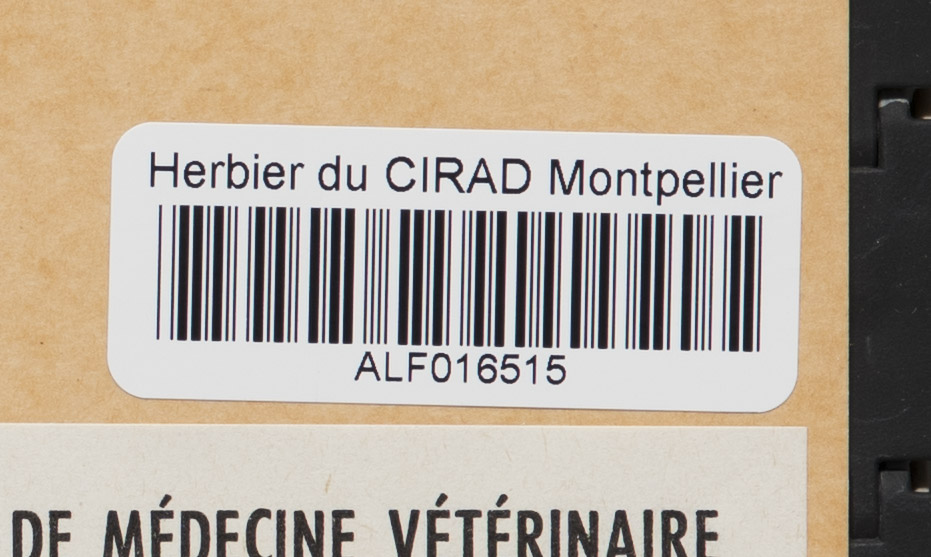 Herbier du CIRAD Montpellier
ALF016515
DE MÉDECINE VÉTÉRINAIRE